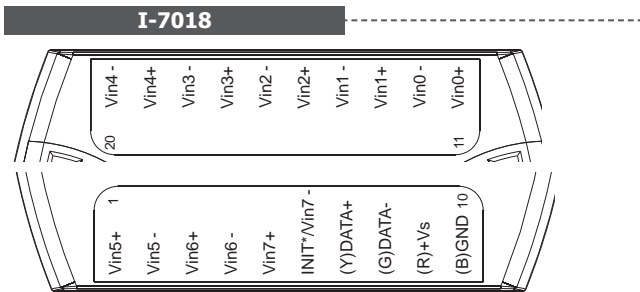 I-7018
Vin4 -
Vin4+
Vin3 -
Vin3+
Vin2 -
Vin2+
Vin1 -
Vin1+
Vin0 -
Vin0+
20
11
1
10
Vin5+
Vin5 -
Vin6+
Vin6 -
Vin7+
INIT*/Vin7 -
(Y)DATA+
(G)DATA-
(R)+Vs
(B)GND